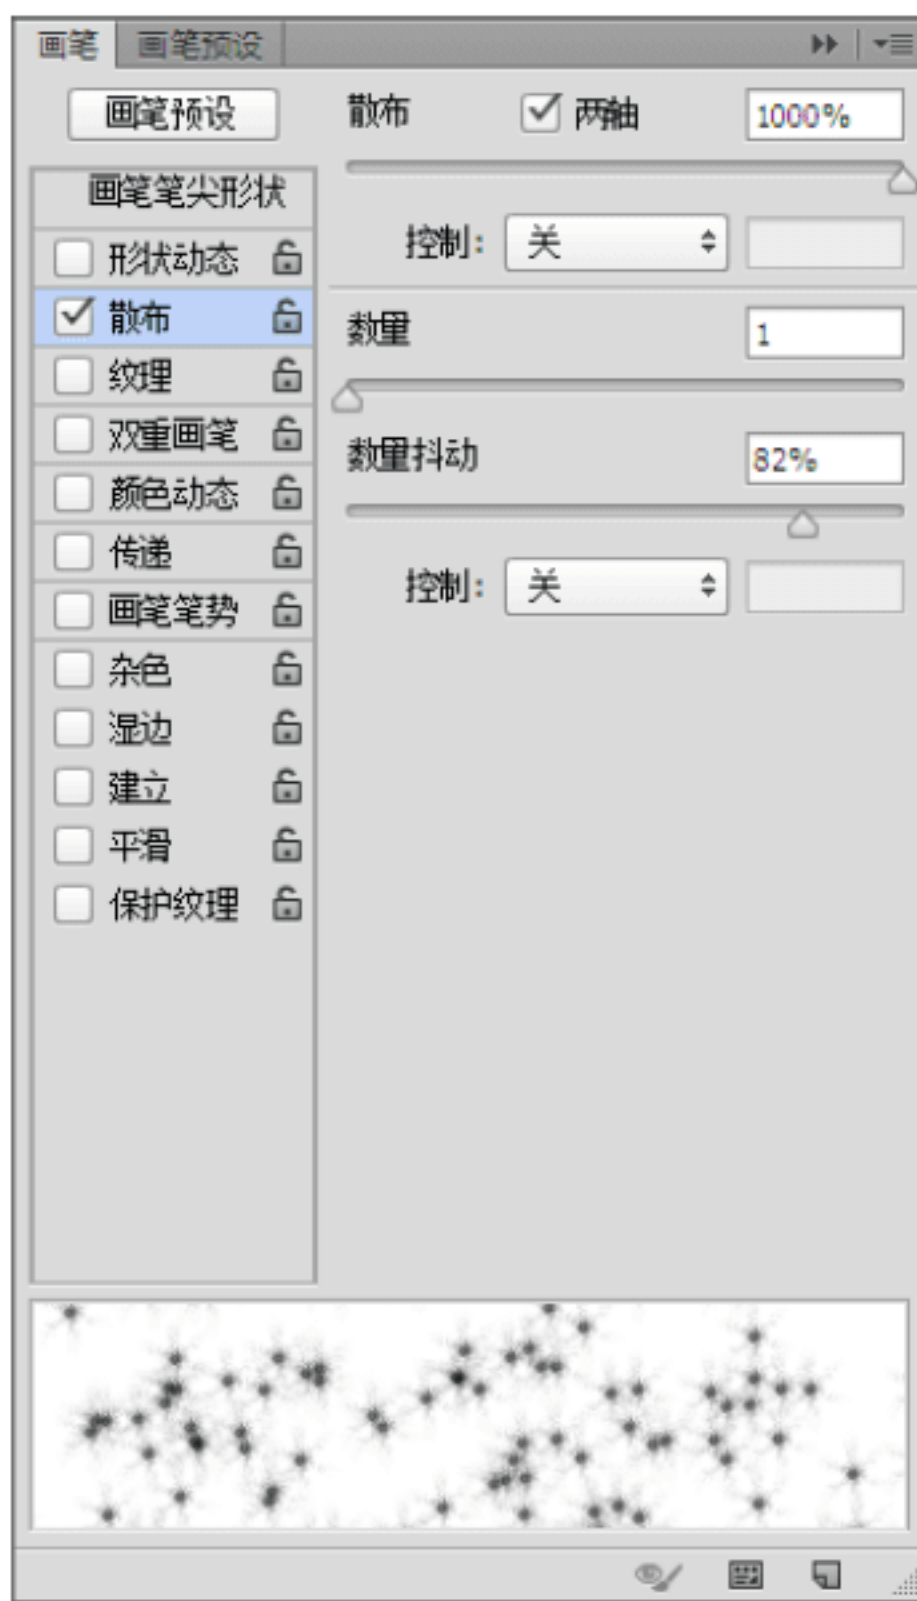 画笔 画笔预设
画笔预设
散布 两轴 1000%
画笔笔尖形状
控制: 关
形状动态
散布
数量 1
纹理
双重画笔
数量抖动 82%
颜色动态
传递
控制: 关
画笔笔势
杂色
湿边
建立
平滑
保护纹理